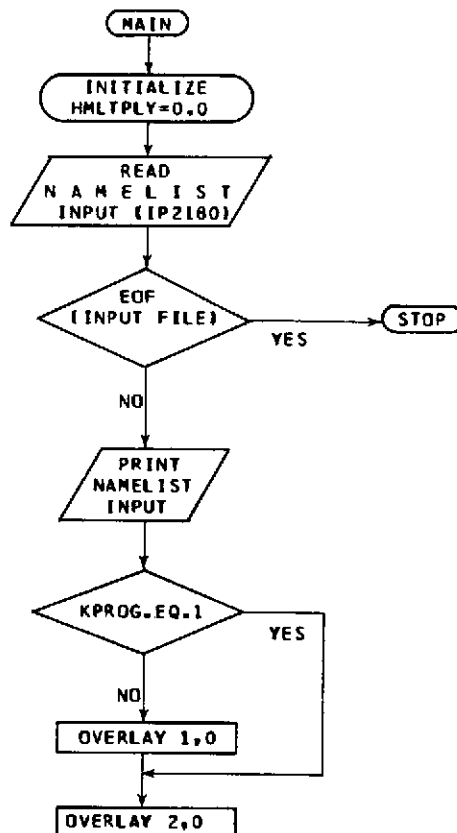 MAIN
INITIALIZE
HMLTPLY=0.0
READ
N A M E L I S T
INPUT (IP2180)
EOF
(INPUT FILE)
YES
STOP
NO
PRINT
NAMELIST
INPUT
KPROG.EQ.1
YES
NO
OVERLAY 1,0
OVERLAY 2,0